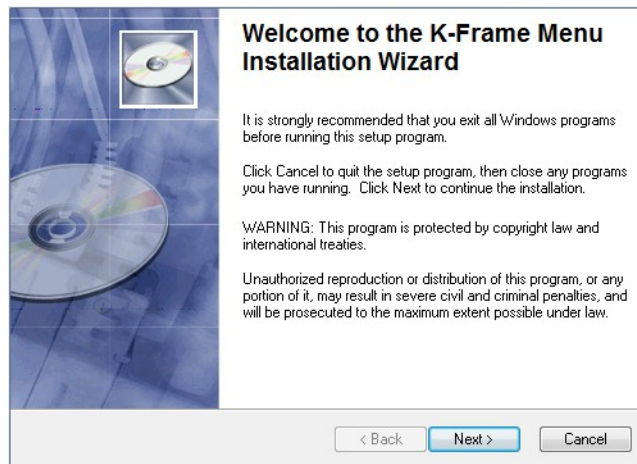 Welcome to the K-Frame Menu
Installation Wizard
It is strongly recommended that you exit all Windows programs
before running this setup program.
Click Cancel to quit the setup program, then close any programs
you have running.  Click Next to continue the installation.
WARNING: This program is protected by copyright law and
international treaties.
Unauthorized reproduction or distribution of this program, or any
portion of it, may result in severe civil and criminal penalties, and
will be prosecuted to the maximum extent possible under law.
< Back
Next >
Cancel